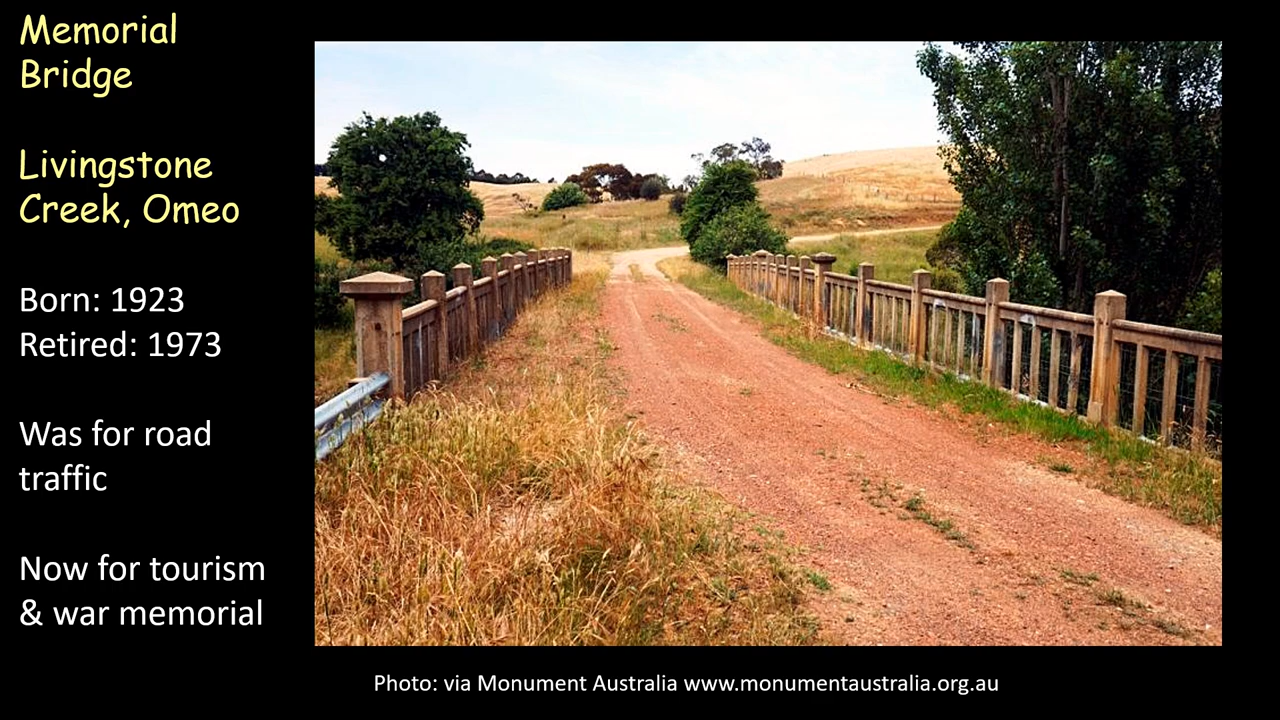 Memorial
Bridge
Livingstone
Creek, Omeo
Born: 1923
Retired: 1973
Was for road
traffic
Now for tourism
& war memorial
Photo: via Monument Australia www.monumentaustralia.org.au